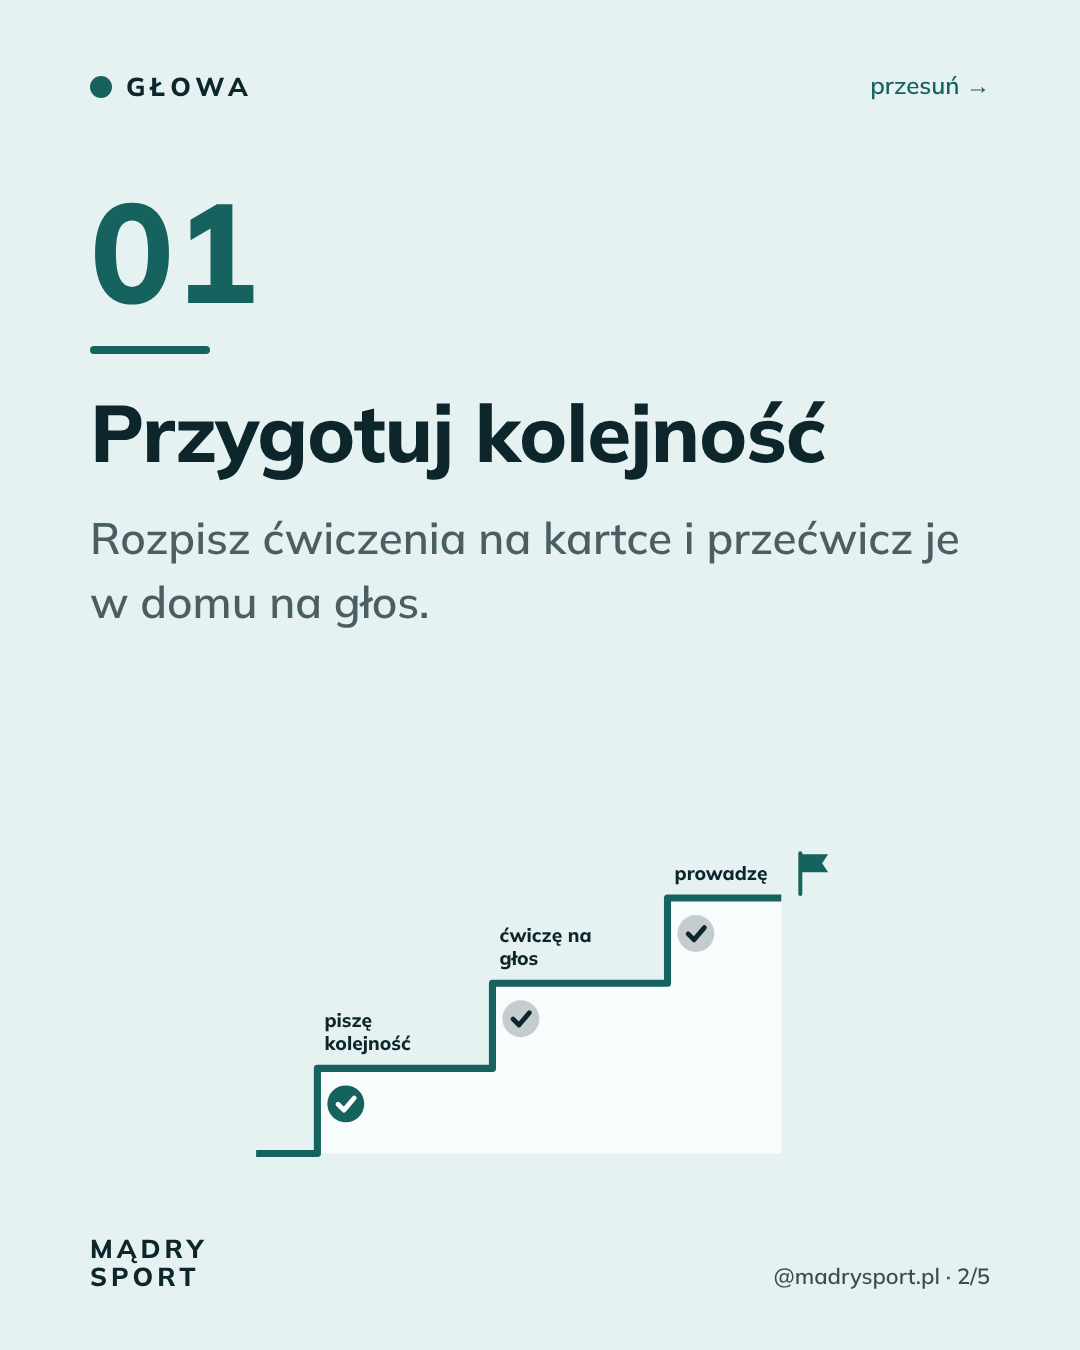 GŁOWA
przesuń →
01
Przygotuj kolejność
Rozpisz ćwiczenia na kartce i przećwicz je
w domu na głos.
prowadzę
ćwiczę na
głos
piszę
kolejność
MĄDRY
SPORT
@madrysport.pl · 2/5